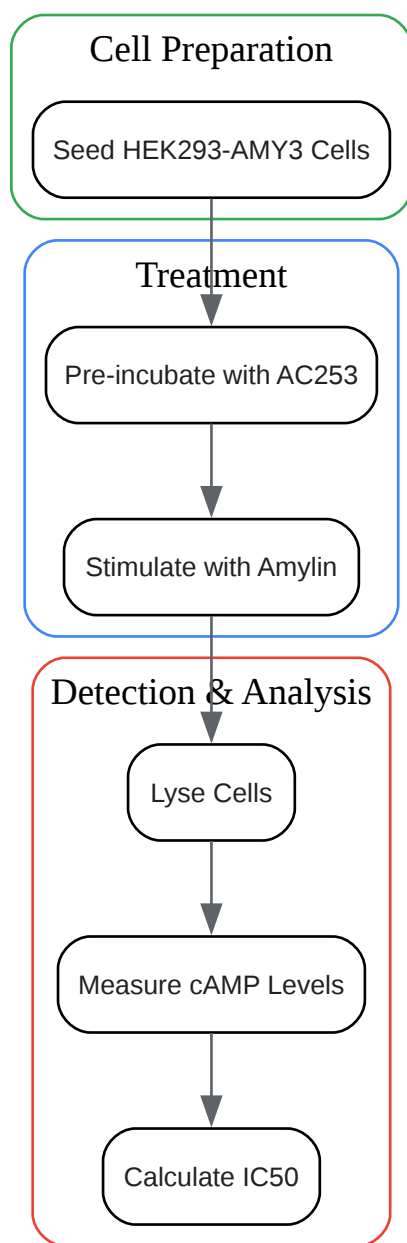 Cell Preparation
Seed HEK293-AMY3 Cells
Treatment
Pre-incubate with AC253
Stimulate with Amylin
Detection & Analysis
Lyse Cells
Measure cAMP Levels
Calculate IC50